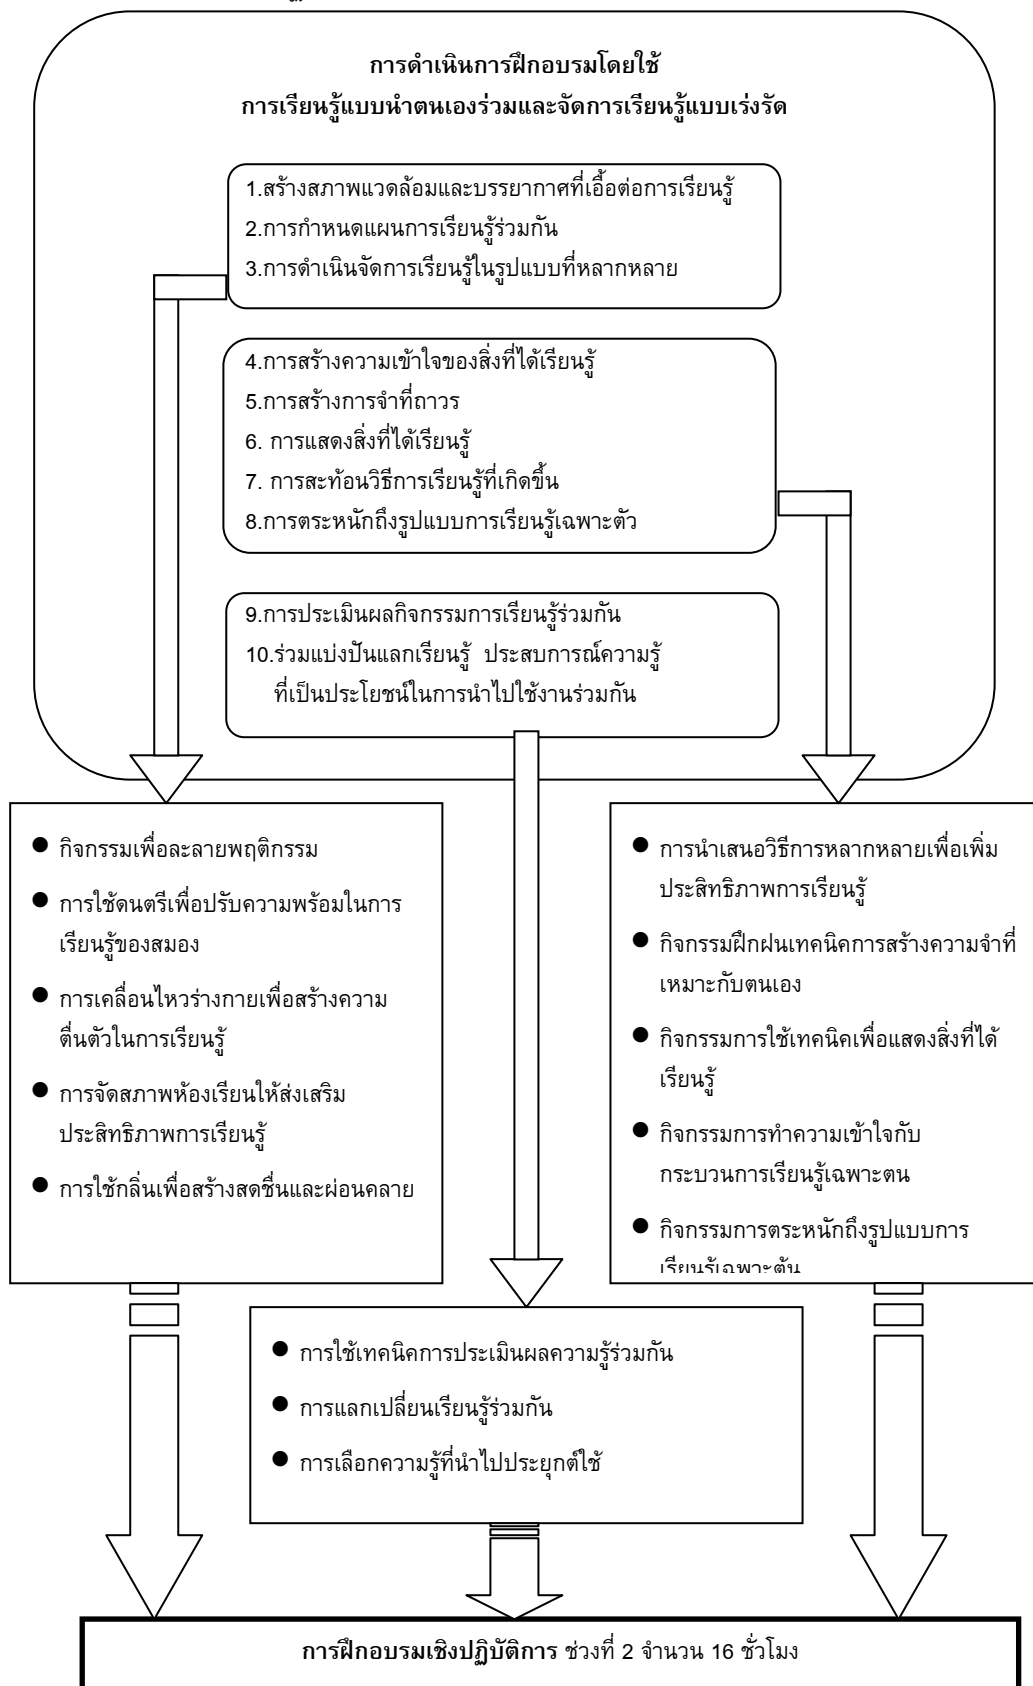 การดำเนินการฝึกอบรมโดยใช้
การเรียนรู้แบบนำตนเองร่วมและจัดการเรียนรู้แบบเร่งรัด
1.สร้างสภาพแวดล้อมและบรรยากาศที่เอื้อต่อการเรียนรู้
2.การกำหนดแผนการเรียนรู้ร่วมกัน
3.การดำเนินจัดการเรียนรู้ในรูปแบบที่หลากหลาย
4.การสร้างความเข้าใจของสิ่งที่ได้เรียนรู้
5.การสร้างการจำที่ถาวร
6. การแสดงสิ่งที่ได้เรียนรู้
7. การสะท้อนวิธีการเรียนรู้ที่เกิดขึ้น
8.การตระหนักถึงรูปแบบการเรียนรู้เฉพาะตัว
9.การประเมินผลกิจกรรมการเรียนรู้ร่วมกัน
10.ร่วมแบ่งปันแลกเรียนรู้ ประสบการณ์ความรู้
ที่เป็นประโยชน์ในการนำไปใช้งานร่วมกัน
● กิจกรรมเพื่อละลายพฤติกรรม
● การใช้ดนตรีเพื่อปรับความพร้อมในการ
เรียนรู้ของสมอง
● การเคลื่อนไหวร่างกายเพื่อสร้างความ
ตื่นตัวในการเรียนรู้
● การจัดสภาพห้องเรียนให้ส่งเสริม
ประสิทธิภาพการเรียนรู้
● การใช้กลิ่นเพื่อสร้างสดชื่นและผ่อนคลาย
● การนำเสนอวิธีการหลากหลายเพื่อเพิ่ม
ประสิทธิภาพการเรียนรู้
● กิจกรรมฝึกฝนเทคนิคการสร้างความจำที่
เหมาะกับตนเอง
● กิจกรรมการใช้เทคนิคเพื่อแสดงสิ่งที่ได้
เรียนรู้
● กิจกรรมการทำความเข้าใจกับ
กระบวนการเรียนรู้เฉพาะตน
● กิจกรรมการตระหนักถึงรูปแบบการ
เรียนรู้เฉพาะตัน
● การใช้เทคนิคการประเมินผลความรู้ร่วมกัน
● การแลกเปลี่ยนเรียนรู้ร่วมกัน
● การเลือกความรู้ที่นำไปประยุกต์ใช้
การฝึกอบรมเชิงปฏิบัติการ ช่วงที่ 2 จำนวน 16 ชั่วโมง